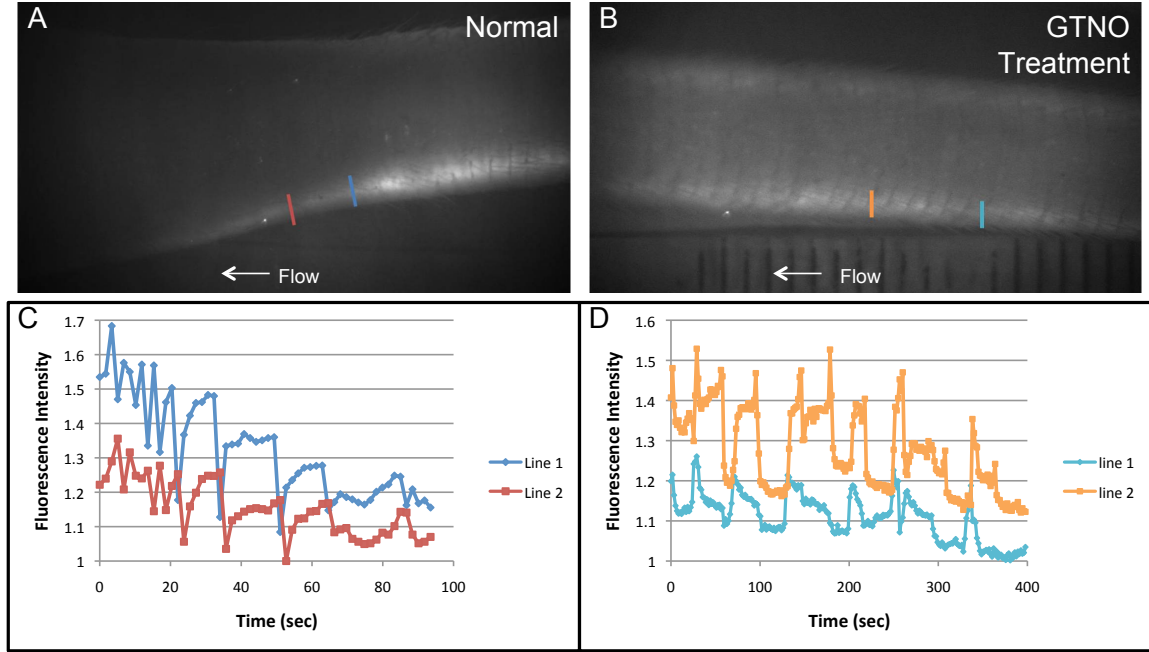 A
Normal
Flow
B
GTNO
Treatment
Flow
C
1.7
1.6
1.5
1.4
1.3
1.2
1.1
1
Fluorescence Intensity
0 20 40 60 80 100
Time (sec)
Line 1
Line 2
D
1.6
1.5
1.4
1.3
1.2
1.1
1
Fluorescence Intensity
0 100 200 300 400
Time (sec)
line 1
line 2